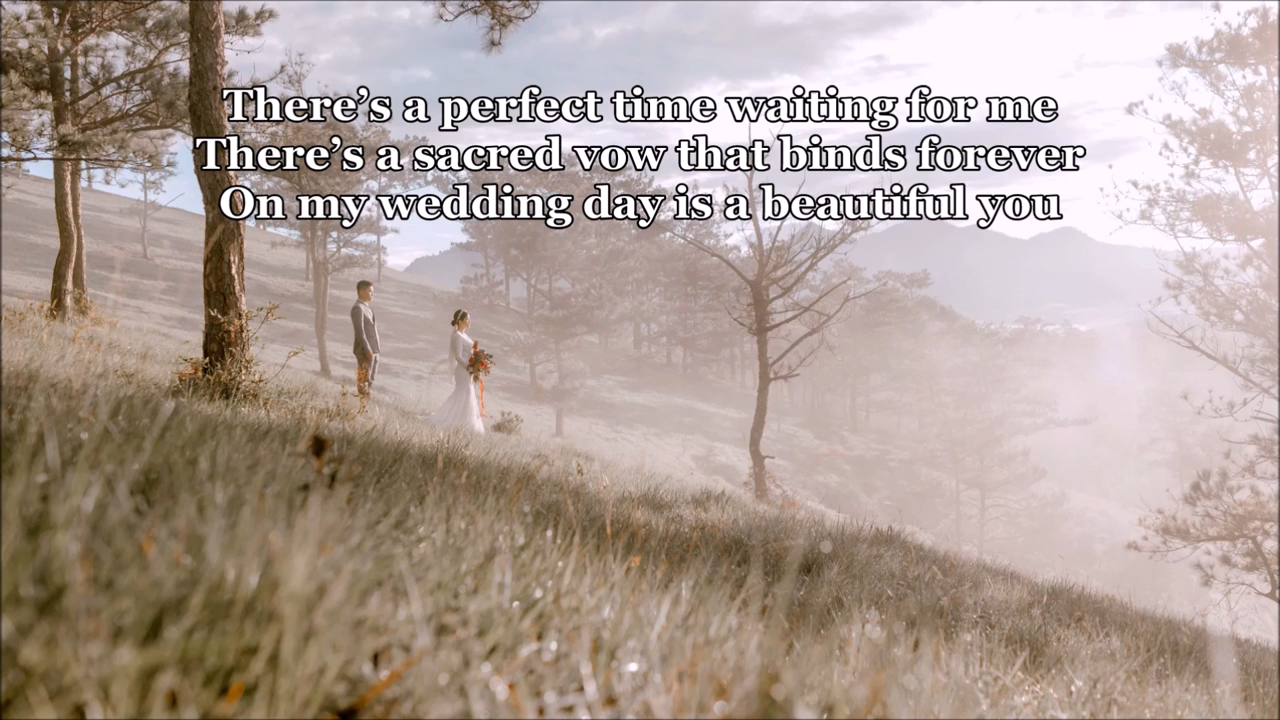 There’s a perfect time waiting for me
There’s a sacred vow that binds forever
On my wedding day is a beautiful you